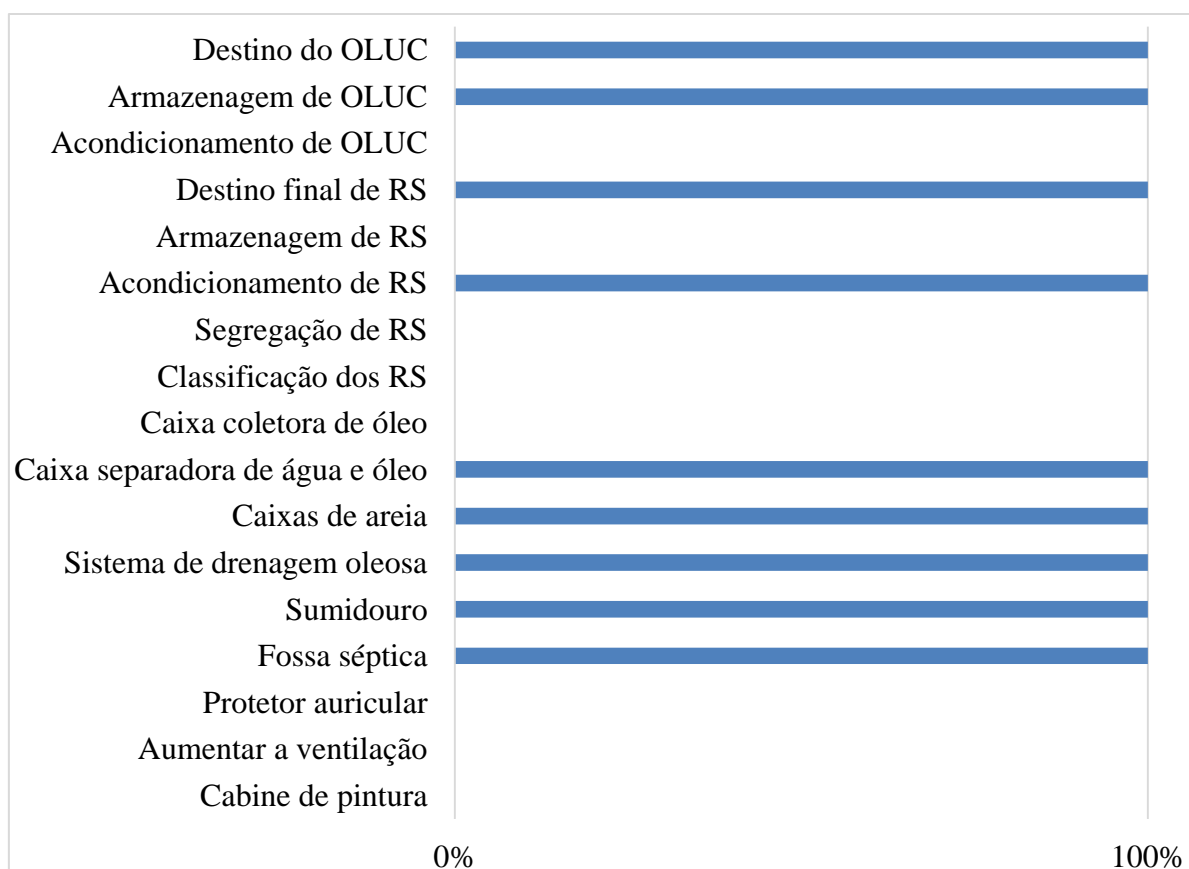 Destino do OLUC
Armazenagem de OLUC
Acondicionamento de OLUC
Destino final de RS
Armazenagem de RS
Acondicionamento de RS
Segregação de RS
Classificação dos RS
Caixa coletora de óleo
Caixa separadora de água e óleo
Caixas de areia
Sistema de drenagem oleosa
Sumidouro
Fossa séptica
Protetor auricular
Aumentar a ventilação
Cabine de pintura
0% 100%